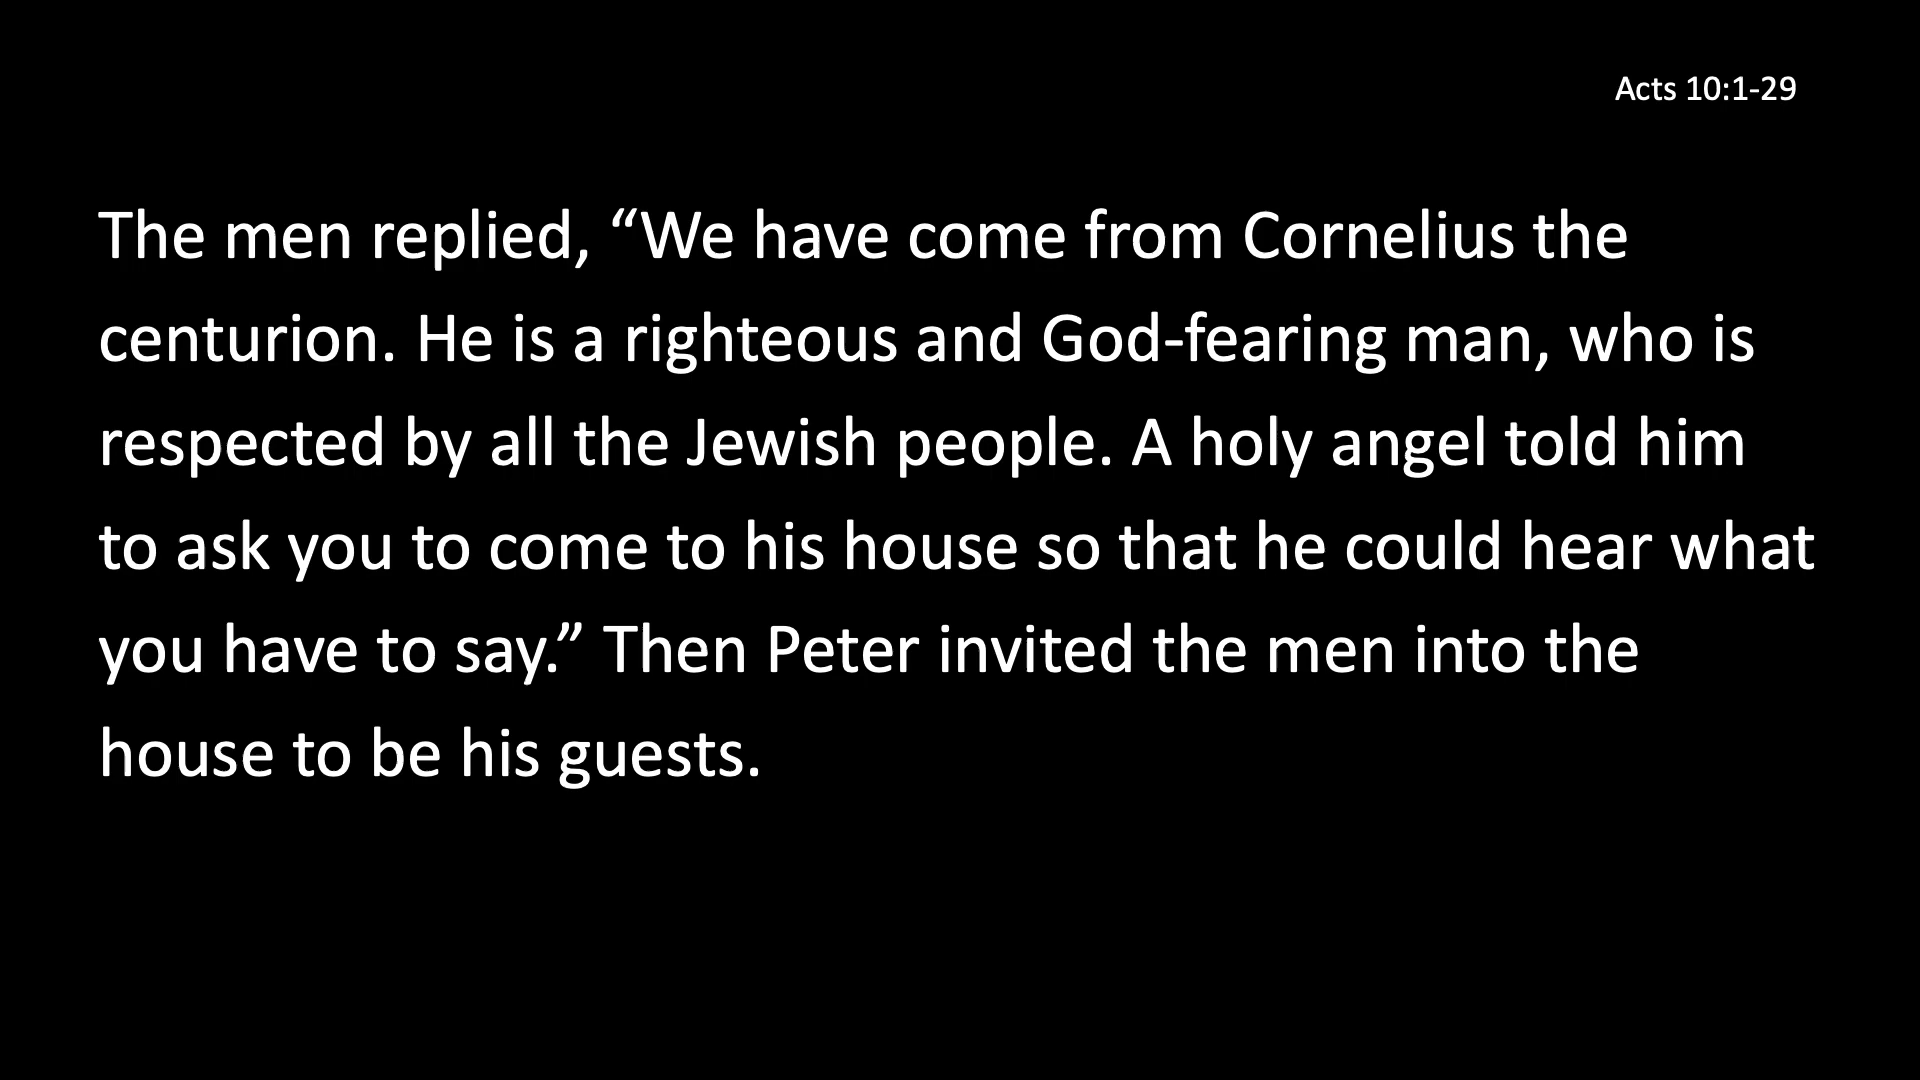 Acts 10:1-29
The men replied, “We have come from Cornelius the
centurion. He is a righteous and God-fearing man, who is
respected by all the Jewish people. A holy angel told him
to ask you to come to his house so that he could hear what
you have to say.” Then Peter invited the men into the
house to be his guests.